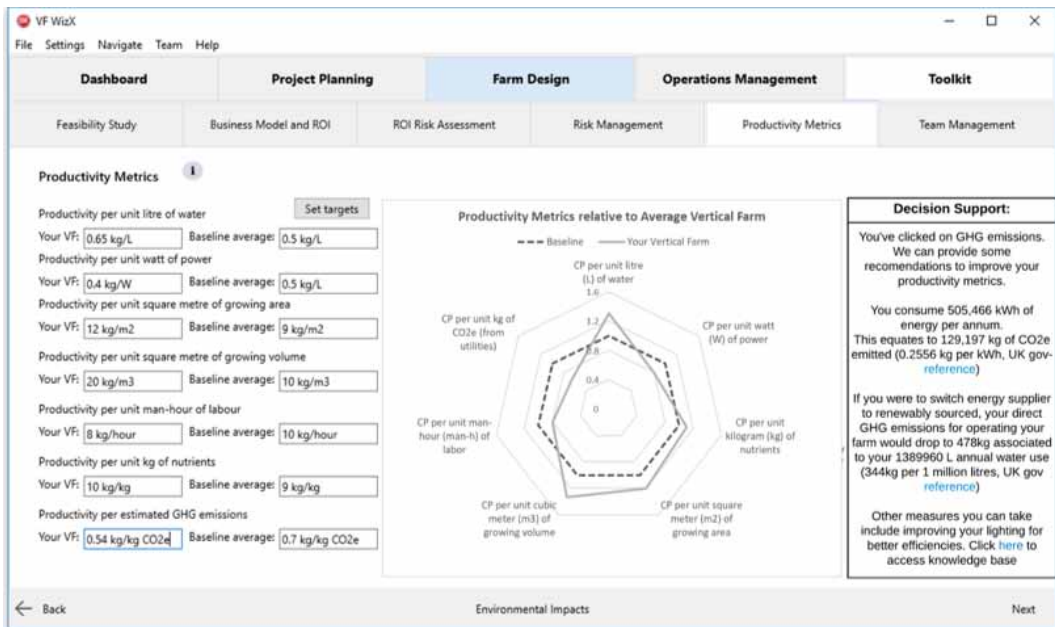 VF WizX
File Settings Navigate Team Help
Dashboard Project Planning Farm Design Operations Management Toolkit
Feasibility Study Business Model and ROI ROI Risk Assessment Risk Management Productivity Metrics Team Management
Productivity Metrics i
Set targets
Productivity per unit litre of water
Your VF: 0.65 kg/L Baseline average: 0.5 kg/L
Productivity per unit watt of power
Your VF: 0.4 kg/W Baseline average: 0.5 kg/L
Productivity per unit square metre of growing area
Your VF: 12 kg/m2 Baseline average: 9 kg/m2
Productivity per unit square metre of growing volume
Your VF: 20 kg/m3 Baseline average: 10 kg/m3
Productivity per unit man-hour of labour
Your VF: 8 kg/hour Baseline average: 10 kg/hour
Productivity per unit kg of nutrients
Your VF: 10 kg/kg Baseline average: 9 kg/kg
Productivity per estimated GHG emissions
Your VF: 0.54 kg/kg CO2e Baseline average: 0.7 kg/kg CO2e
Productivity Metrics relative to Average Vertical Farm
Baseline Your Vertical Farm
CP per unit litre
(L) of water
1.6
1.2
0.8
0.4
0
CP per unit watt
(W) of power
CP per unit
kilogram (kg) of
nutrients
CP per unit square
meter (m2) of
growing area
CP per unit cubic
meter (m3) of
growing volume
CP per unit man-
hour (man-h) of
labor
CP per unit kg of
CO2e (from
utilities)
Decision Support:
You've clicked on GHG emissions.
We can provide some
recomendations to improve your
productivity metrics.
You consume 505,466 kWh of
energy per annum.
This equates to 129,197 kg of CO2e
emitted (0.2556 kg per kWh, UK gov-
reference)
If you were to switch energy supplier
to renewably sourced, your direct
GHG emissions for operating your
farm would drop to 478kg associated
to your 1389960 L annual water use
(344kg per 1 million litres, UK gov
reference)
Other measures you can take
include improving your lighting for
better efficiencies. Click here to
access knowledge base
Back Environmental Impacts Next